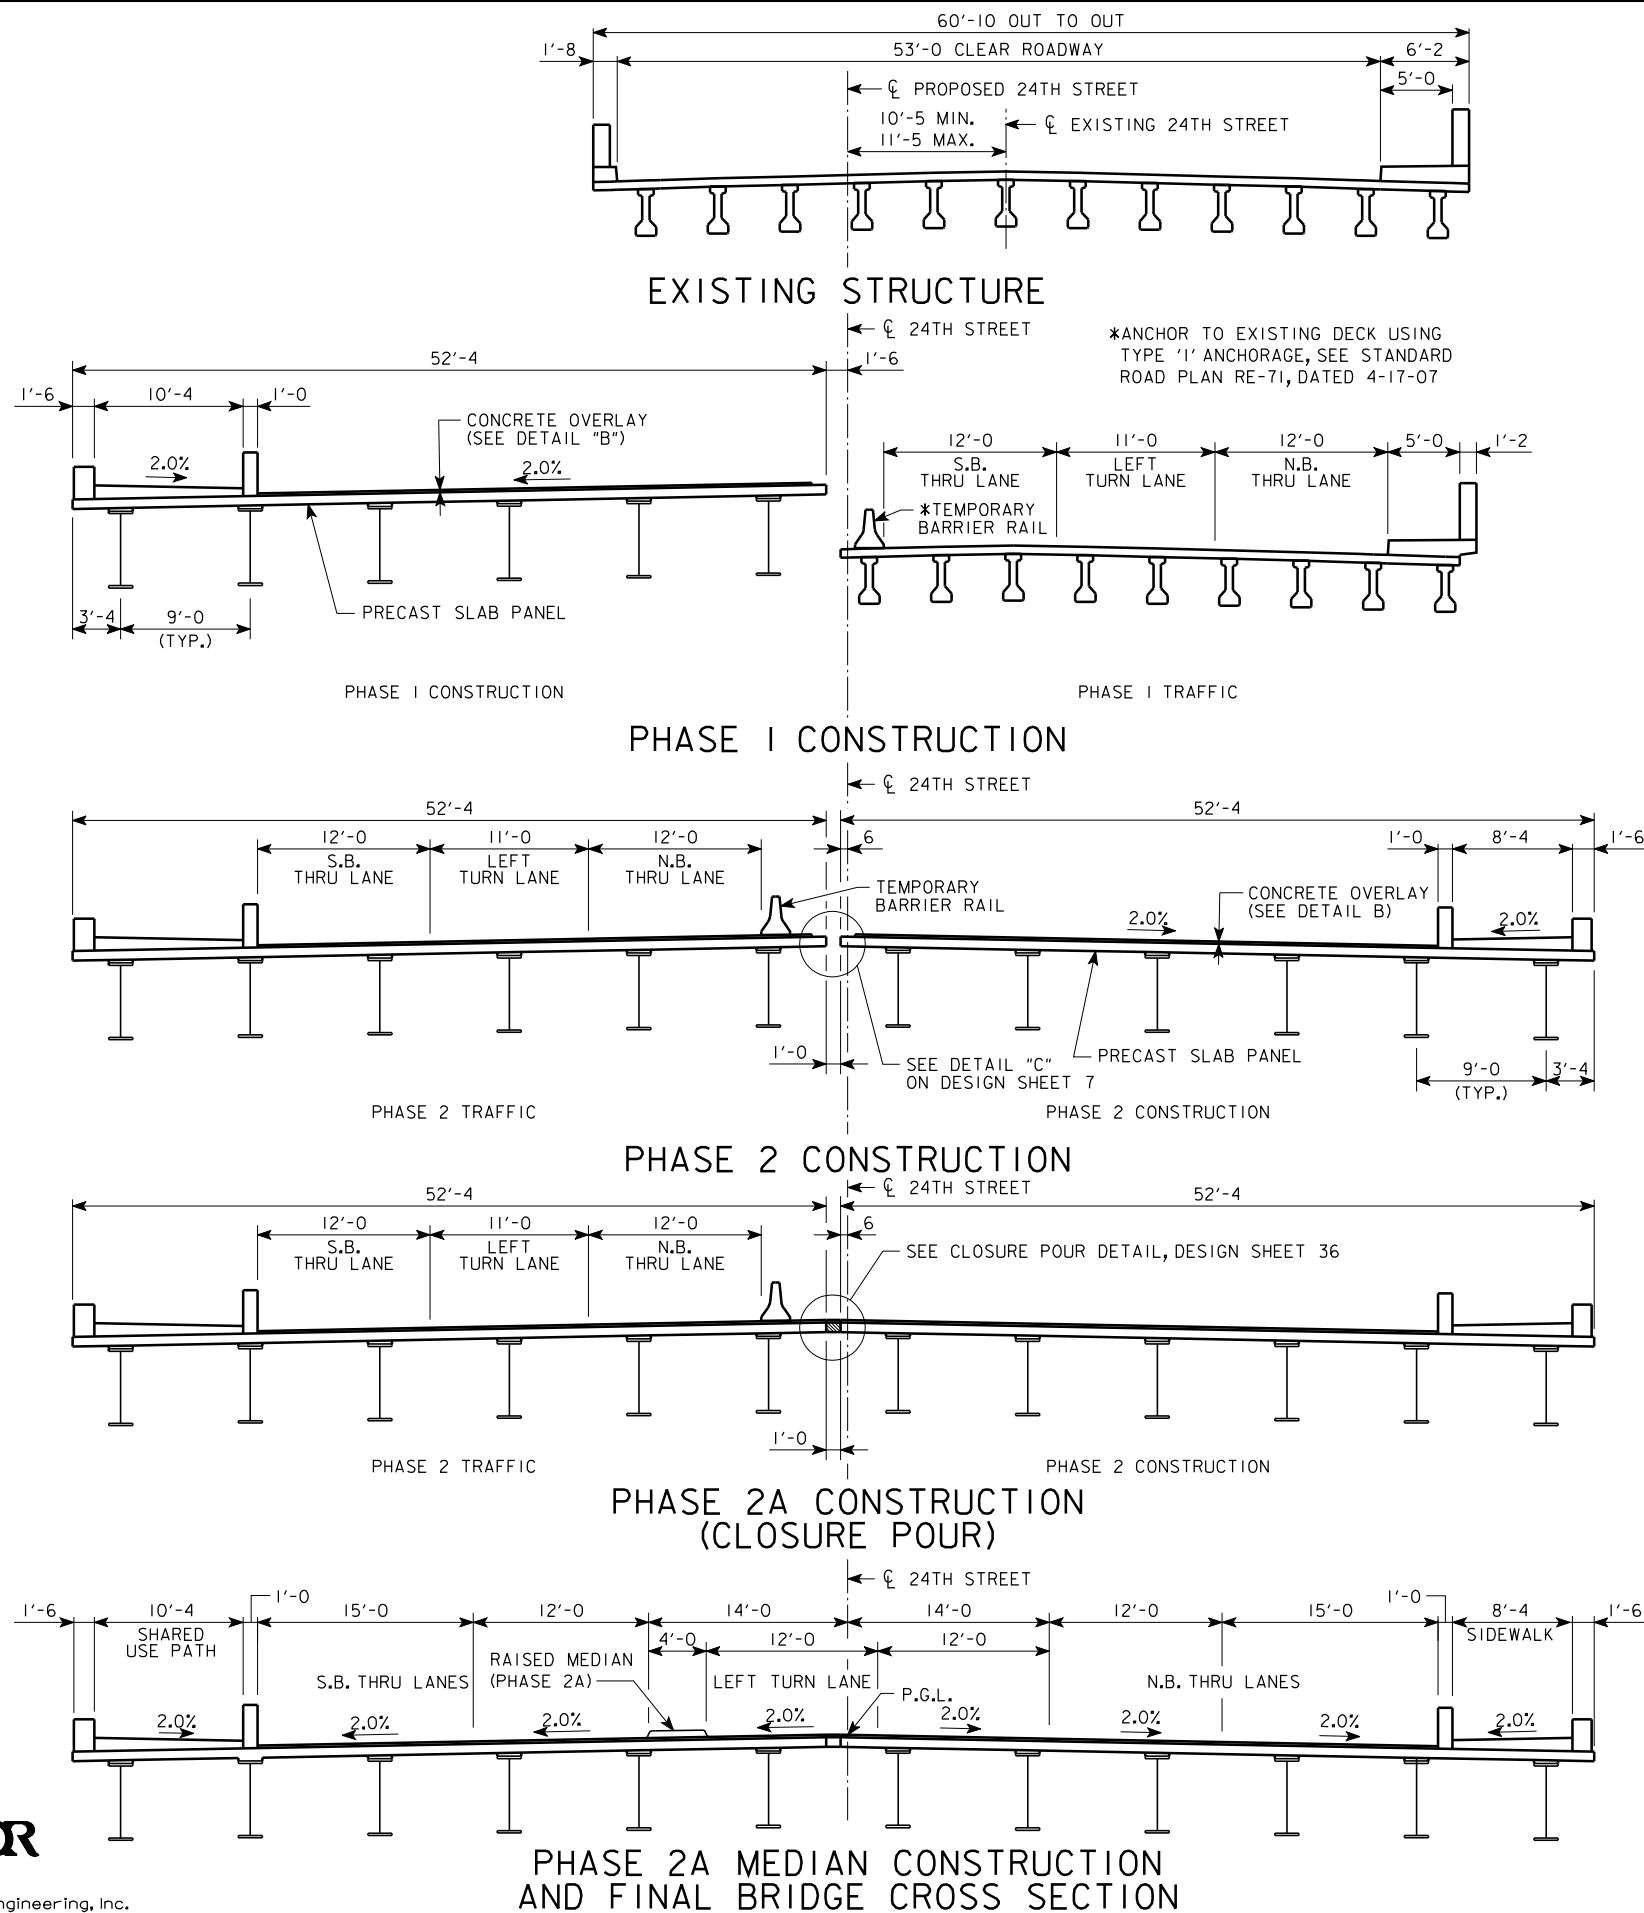 60'-10 OUT TO OUT
1'-8
53'-0 CLEAR ROADWAY
6'-2
5'-0
℄ PROPOSED 24TH STREET
10'-5 MIN.
11'-5 MAX.
℄ EXISTING 24TH STREET
EXISTING STRUCTURE
℄ 24TH STREET
*ANCHOR TO EXISTING DECK USING
TYPE '1' ANCHORAGE, SEE STANDARD
ROAD PLAN RE-71, DATED 4-17-07
52'-4
1'-6
1'-6
10'-4
1'-0
CONCRETE OVERLAY
(SEE DETAIL "B")
2.0%
2.0%
12'-0
11'-0
12'-0
5'-0
1'-2
S.B.
THRU LANE
LEFT
TURN LANE
N.B.
THRU LANE
*TEMPORARY
BARRIER RAIL
PRECAST SLAB PANEL
3'-4
9'-0
(TYP.)
PHASE 1 CONSTRUCTION
PHASE 1 TRAFFIC
PHASE 1 CONSTRUCTION
℄ 24TH STREET
52'-4
52'-4
12'-0
11'-0
12'-0
6
1'-0
8'-4
1'-6
S.B.
THRU LANE
LEFT
TURN LANE
N.B.
THRU LANE
TEMPORARY
BARRIER RAIL
CONCRETE OVERLAY
(SEE DETAIL B)
2.0%
2.0%
1'-0
SEE DETAIL "C"
ON DESIGN SHEET 7
PRECAST SLAB PANEL
9'-0
(TYP.)
3'-4
PHASE 2 TRAFFIC
PHASE 2 CONSTRUCTION
PHASE 2 CONSTRUCTION
℄ 24TH STREET
52'-4
52'-4
12'-0
11'-0
12'-0
6
S.B.
THRU LANE
LEFT
TURN LANE
N.B.
THRU LANE
SEE CLOSURE POUR DETAIL, DESIGN SHEET 36
1'-0
PHASE 2 TRAFFIC
PHASE 2 CONSTRUCTION
PHASE 2A CONSTRUCTION
(CLOSURE POUR)
℄ 24TH STREET
1'-6
10'-4
1'-0
15'-0
12'-0
14'-0
14'-0
12'-0
15'-0
1'-0
8'-4
1'-6
SHARED
USE PATH
SIDEWALK
4'-0
12'-0
12'-0
RAISED MEDIAN
(PHASE 2A)
S.B. THRU LANES
LEFT TURN LANE
N.B. THRU LANES
P.G.L.
2.0%
2.0%
2.0%
2.0%
2.0%
2.0%
2.0%
2.0%
PHASE 2A MEDIAN CONSTRUCTION
AND FINAL BRIDGE CROSS SECTION
R
ngineering, Inc.